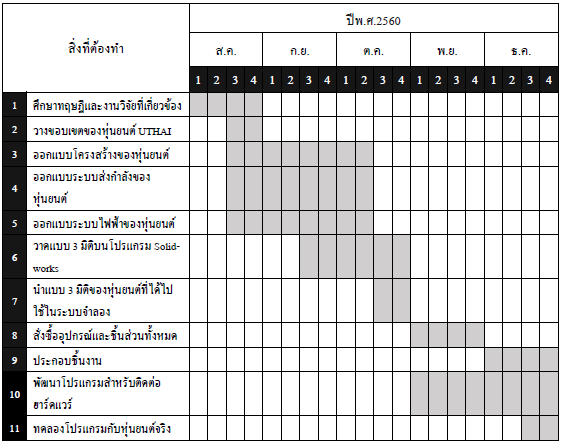 สิ่งที่ต้องทำ
ปีพ.ศ.2560
ส.ค. ก.ย. ต.ค. พ.ย. ธ.ค.
1 2 3 4 1 2 3 4 1 2 3 4 1 2 3 4 1 2 3 4
1 ศึกษาทฤษฎีและงานวิจัยที่เกี่ยวข้อง
2 วางขอบเขตของหุ่นยนต์ UTHAI
3 ออกแบบโครงสร้างของหุ่นยนต์
4 ออกแบบระบบส่งกำลังของ
หุ่นยนต์
5 ออกแบบระบบไฟฟ้าของหุ่นยนต์
6 วาดแบบ 3 มิติบนโปรแกรม Solid-
works
7 นำแบบ 3 มิติของหุ่นยนต์ที่ได้ไป
ใช้ในระบบจำลอง
8 สั่งซื้ออุปกรณ์และชิ้นส่วนทั้งหมด
9 ประกอบชิ้นงาน
10 พัฒนาโปรแกรมสำหรับติดต่อ
ฮาร์ดแวร์
11 ทดลองโปรแกรมกับหุ่นยนต์จริง